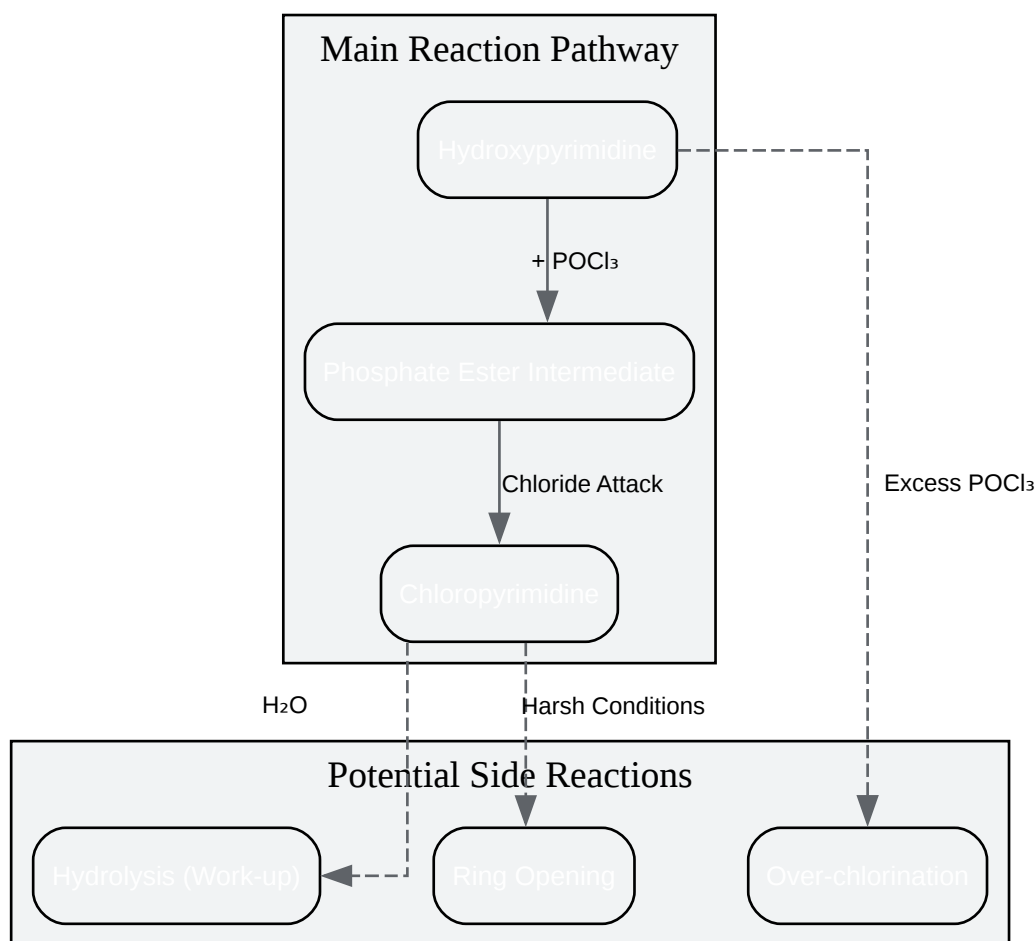 Main Reaction Pathway
Hydroxypyrimidine
+ POCl₃
Phosphate Ester Intermediate
Chloride Attack
Excess POCl₃
Chloropyrimidine
H₂O
Harsh Conditions
Potential Side Reactions
Hydrolysis (Work-up)
Ring Opening
Over-chlorination